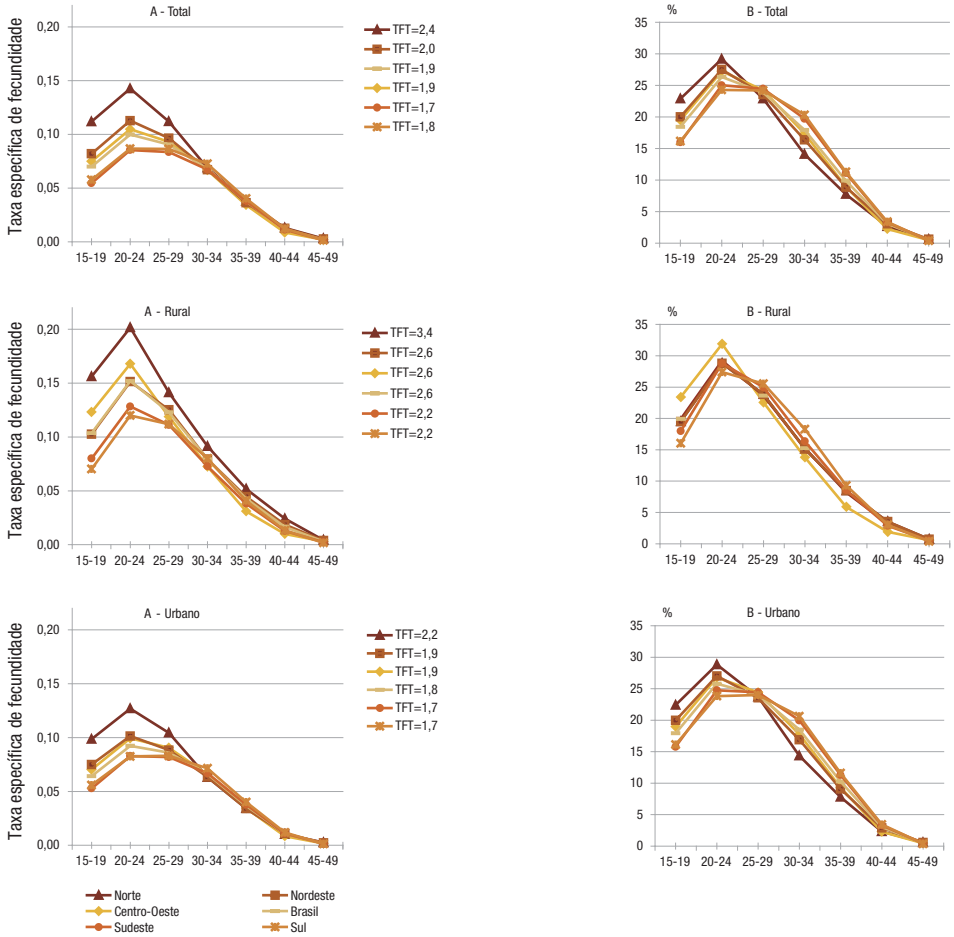 A - Total
Taxa específica de fecundidade
0,20
0,15
0,10
0,05
0,00
15-19 20-24 25-29 30-34 35-39 40-44 45-49
TFT=2,4
TFT=2,0
TFT=1,9
TFT=1,9
TFT=1,7
TFT=1,8
B - Total
%
35
30
25
20
15
10
5
0
15-19 20-24 25-29 30-34 35-39 40-44 45-49
A - Rural
Taxa específica de fecundidade
0,20
0,15
0,10
0,05
0,00
15-19 20-24 25-29 30-34 35-39 40-44 45-49
TFT=3,4
TFT=2,6
TFT=2,6
TFT=2,6
TFT=2,2
TFT=2,2
B - Rural
%
35
30
25
20
15
10
5
0
15-19 20-24 25-29 30-34 35-39 40-44 45-49
A - Urbano
Taxa específica de fecundidade
0,20
0,15
0,10
0,05
0,00
15-19 20-24 25-29 30-34 35-39 40-44 45-49
TFT=2,2
TFT=1,9
TFT=1,9
TFT=1,8
TFT=1,7
TFT=1,7
B - Urbano
%
35
30
25
20
15
10
5
0
15-19 20-24 25-29 30-34 35-39 40-44 45-49
Norte Nordeste
Centro-Oeste Brasil
Sudeste Sul